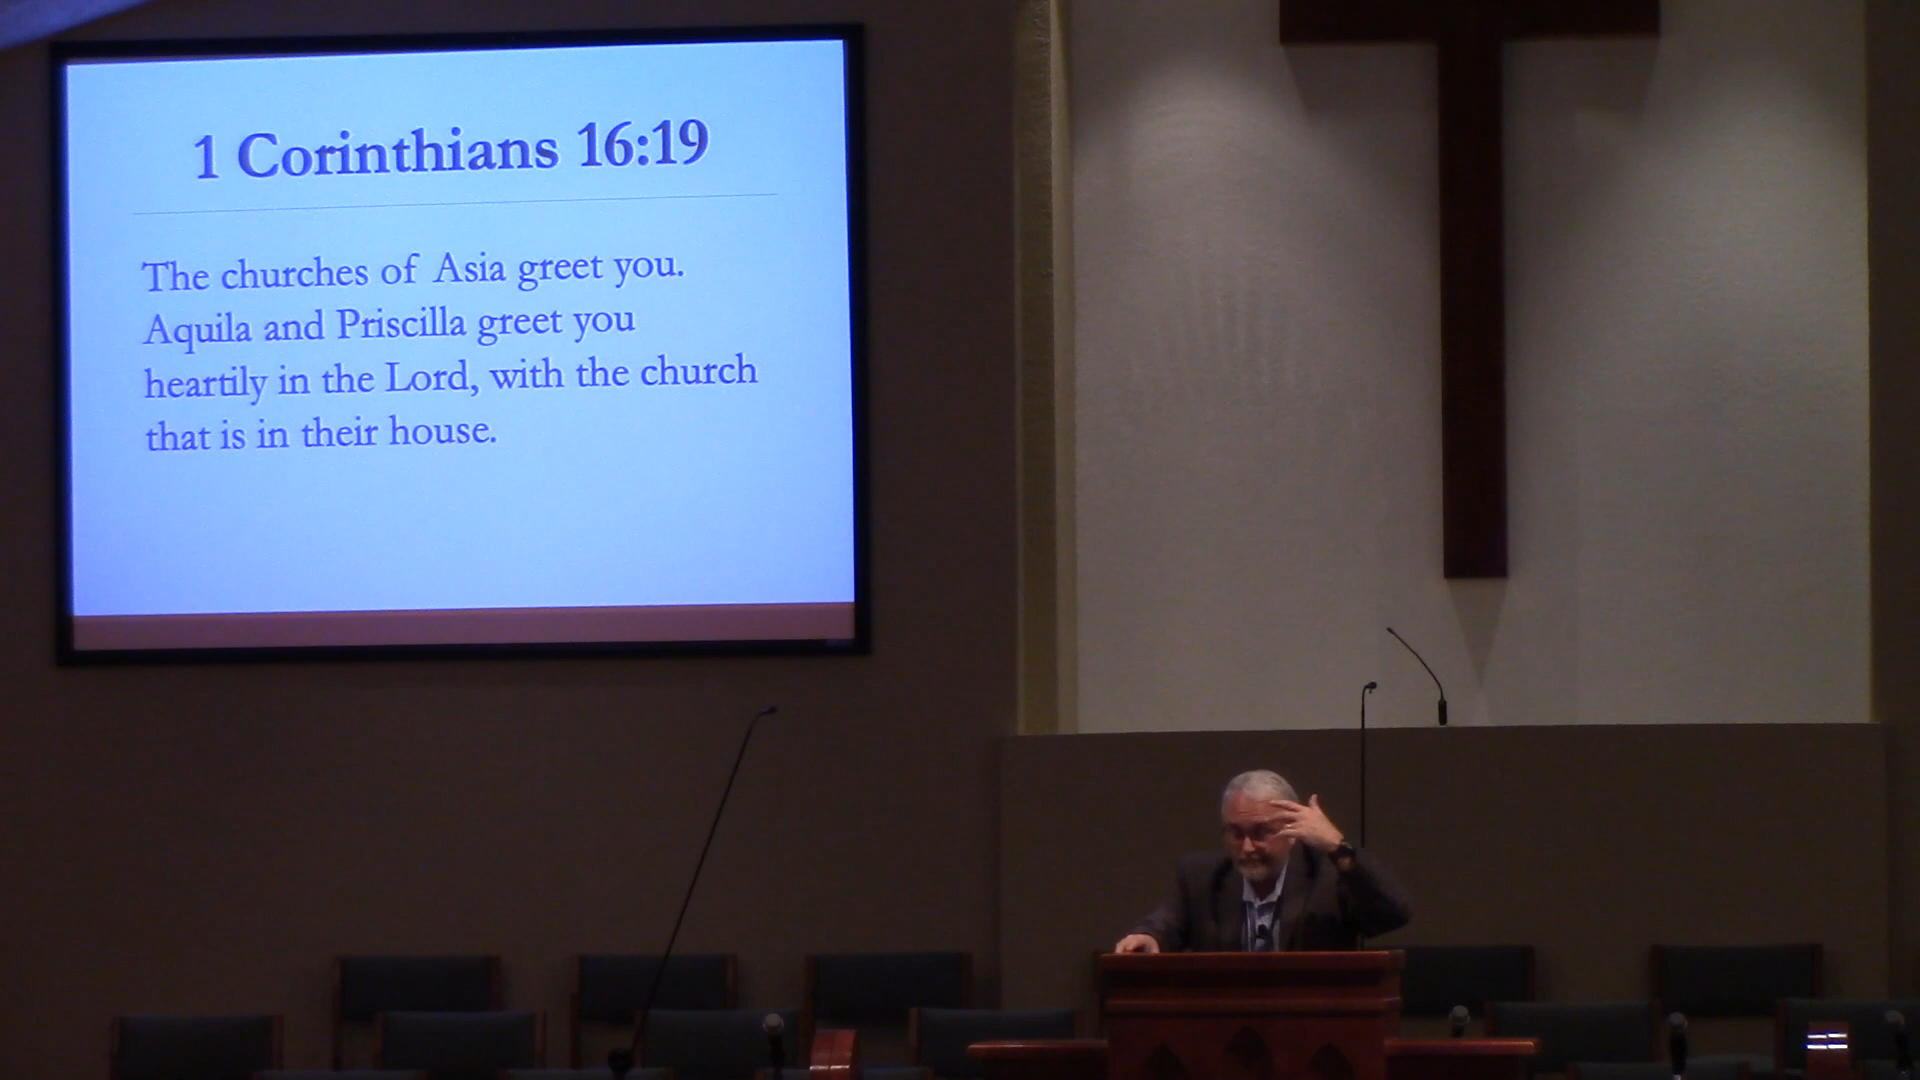 1 Corinthians 16:19
The churches of Asia greet you.
Aquila and Priscilla greet you
heartily in the Lord, with the church
that is in their house.